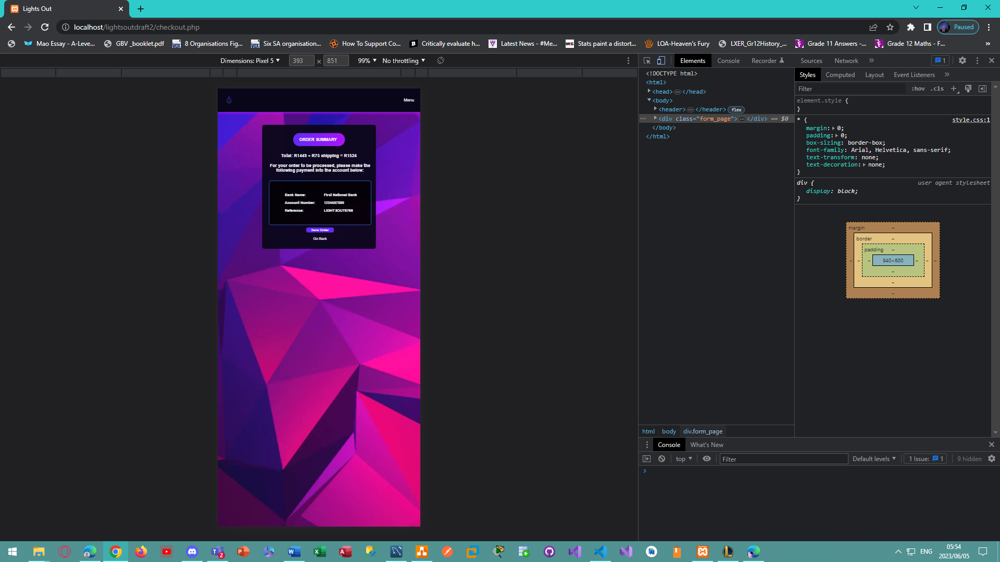 Lights Out
localhost/lightsoutdraft2/checkout.php
Paused
Mao Essay - A-Leve...
GBV _booklet.pdf
8 Organisations Fig...
Six SA organisation...
How To Support Co...
Critically evaluate h...
Latest News - #Me...
Stats paint a distort...
LOA-Heaven's Fury
LXER_Gr12History_...
Grade 11 Answers -...
Grade 12 Maths - F...
»
Dimensions: Pixel 5
393
×
851
99%
No throttling
Elements
Console
Recorder
Sources
Network
»
1
<!DOCTYPE html>
<html>
<head> ... </head>
<body>
<header> ... </header> flex
... <div class="form_page"> ... </div> == $0
</body>
</html>
Styles
Computed
Layout
Event Listeners
»
Filter
:hov
.cls
+
element.style {
}
* {
style.css:1
margin: 0;
padding: 0;
box-sizing: border-box;
font-family: Arial, Helvetica, sans-serif;
text-transform: none;
text-decoration: none;
}
div {
user agent stylesheet
display: block;
}
margin
–
border
–
padding
–
940×600
Menu
ORDER SUMMARY
Total: R1449 + R75 shipping = R1524
For your order to be processed, please make the
following payment into the account below:
Bank Name: First National Bank
Account Number: 1234567890
Reference:
Save Order
Go Back
html
body
div.form_page
Console
What's New
top
Filter
Default levels
1 Issue: 1
9 hidden
2
ENG
05:54
2023/06/05